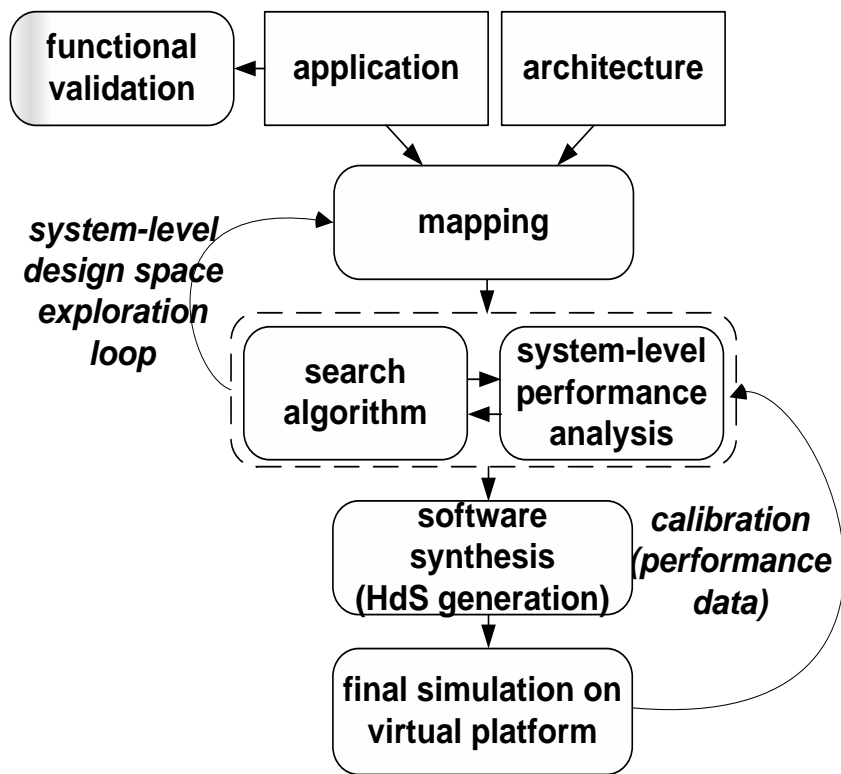 functional
validation
application
architecture
mapping
system-level
design space
exploration
loop
search
algorithm
system-level
performance
analysis
software
synthesis
(HdS generation)
calibration
(performance
data)
final simulation on
virtual platform